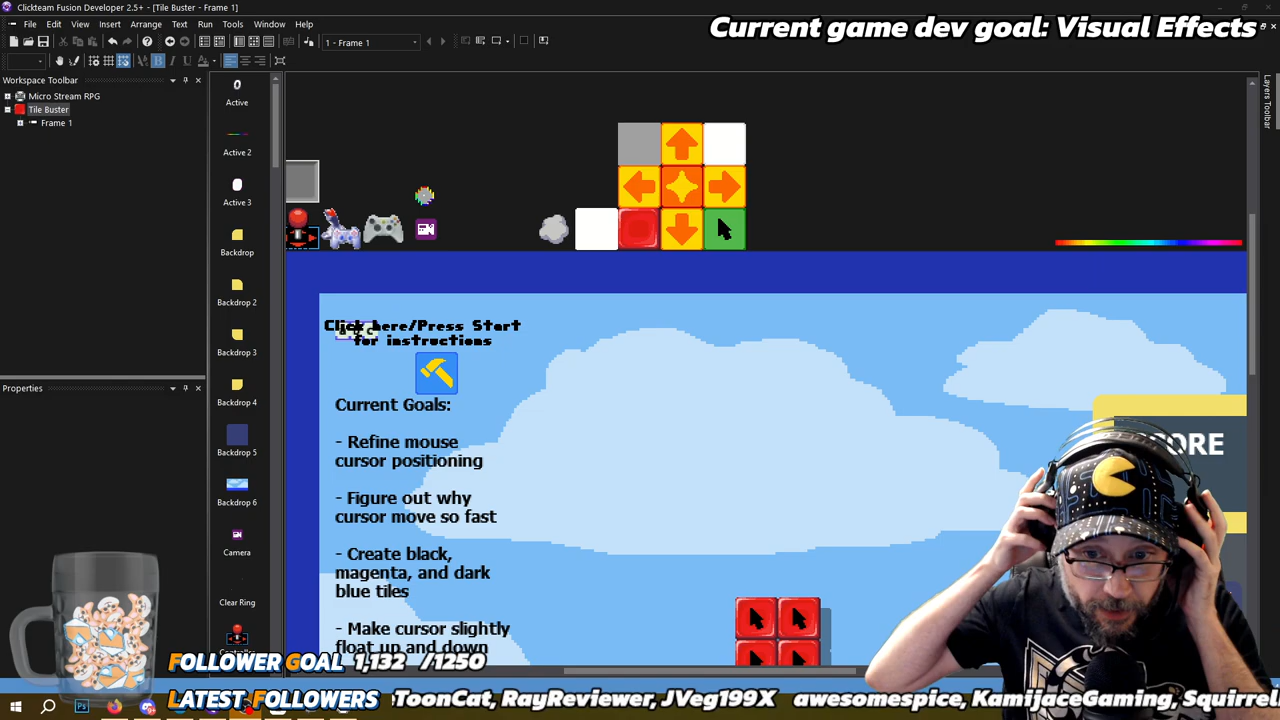 Clickteam Fusion Developer 2.5+ - [Tile Buster - Frame 1]
Current game dev goal: Visual Effects
File Edit View Insert Arrange Text Run Tools Window Help
1 - Frame 1
Workspace Toolbar
Micro Stream RPG
Tile Buster
Frame 1
Properties
Active
Active 2
Active 3
Backdrop
Backdrop 2
Backdrop 3
Backdrop 4
Backdrop 5
Backdrop 6
Camera
Clear Ring
Layers Toolbar
Click here/Press Start
for instructions
Current Goals:
- Refine mouse
cursor positioning
- Figure out why
cursor move so fast
- Create black,
magenta, and dark
blue tiles
- Make cursor slightly
float up and down
Follower Goal 1,132 /1250
Latest Followers ToonCat, RayReviewer, JVeg199X awesomespice, KamijaceGaming, Squirrel